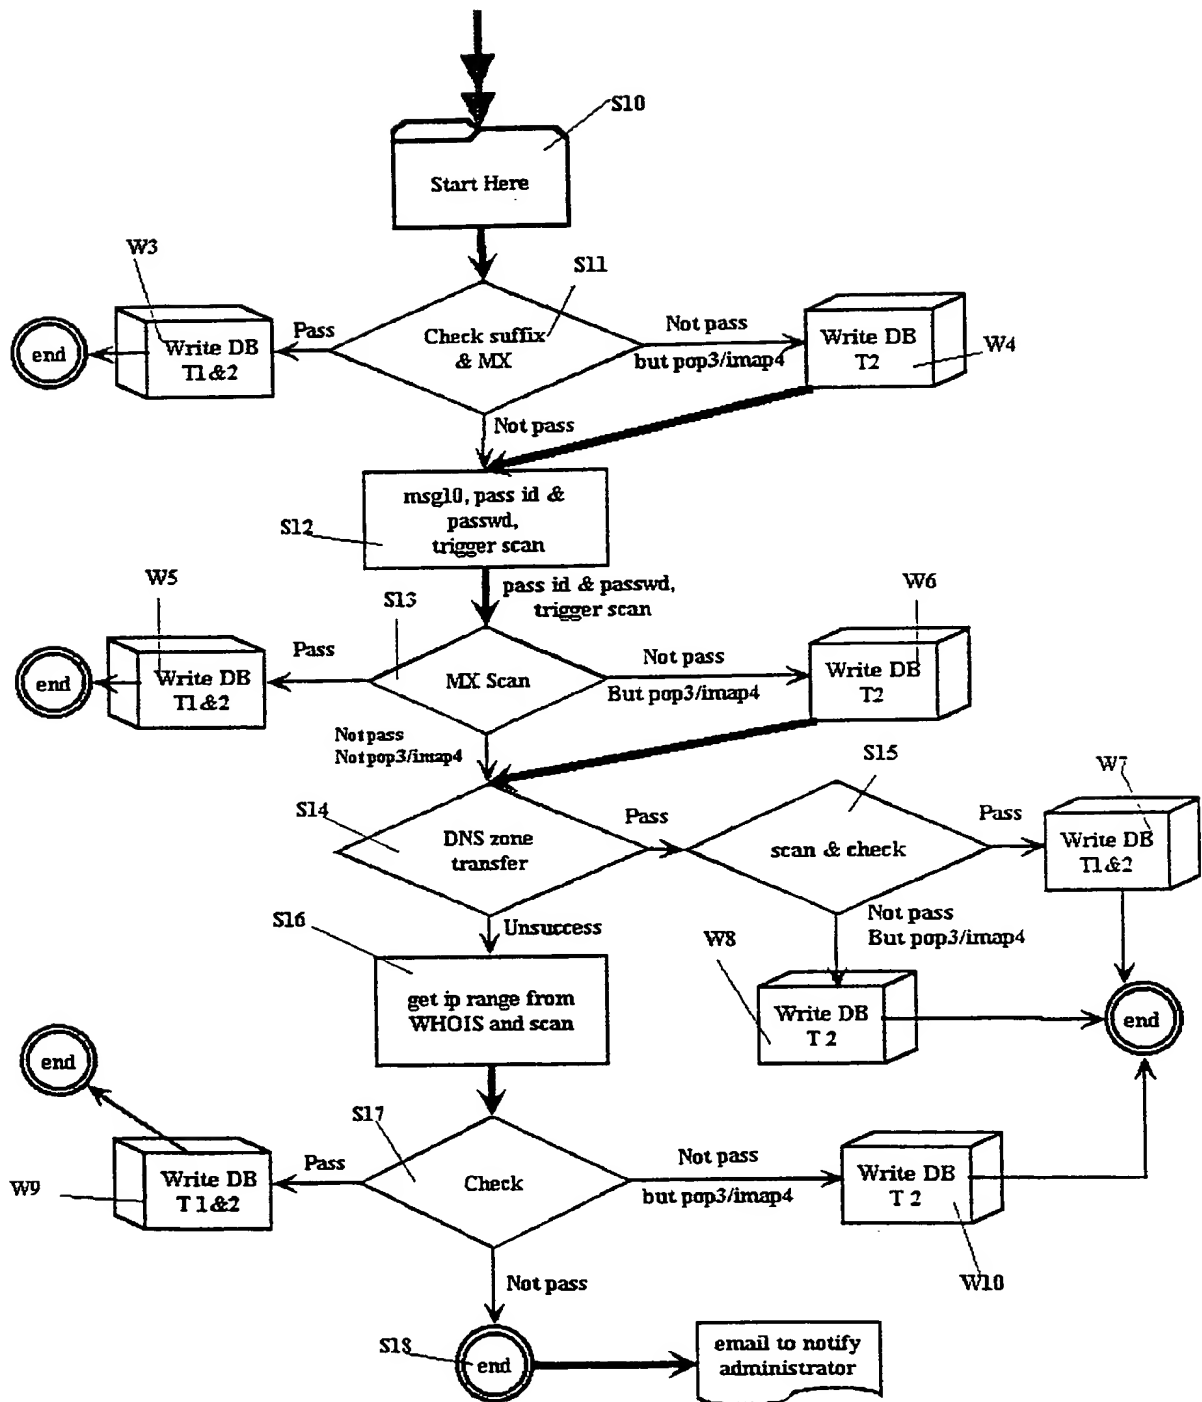 S10
Start Here
W3
S11
Pass
Check suffix
& MX
Not pass
but pop3/imap4
Write DB
T1&2
end
Write DB
T2
W4
Not pass
msg10, pass id &
passwd,
trigger scan
S12
pass id & passwd,
trigger scan
W5
S13
W6
Pass
MX Scan
Not pass
But pop3/imap4
Write DB
T1&2
end
Write DB
T2
Not pass
Not pop3/imap4
S15
W7
S14
DNS zone
transfer
Pass
scan & check
Pass
Write DB
T1&2
S16
Unsuccess
Not pass
But pop3/imap4
W8
get ip range from
WHOIS and scan
Write DB
T 2
end
end
S17
Pass
Check
Not pass
but pop3/imap4
Write DB
T 1&2
W9
Write DB
T 2
W10
Not pass
S18
end
email to notify
administrator